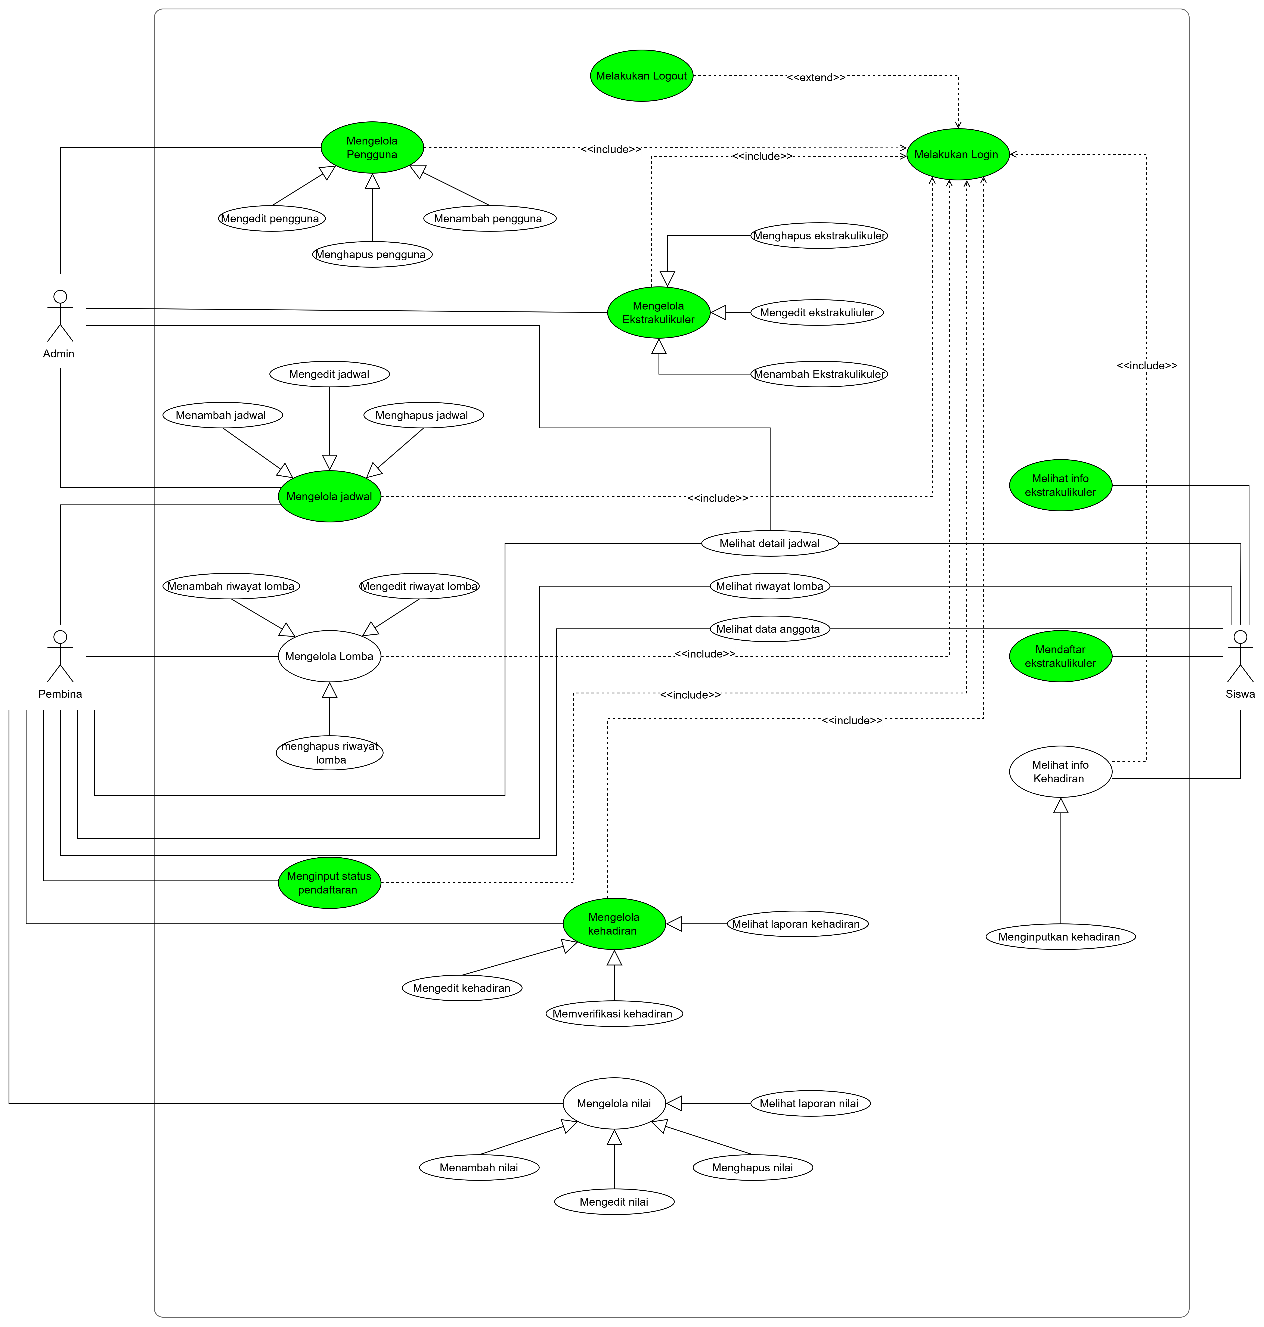 Melakukan Logout
<<extend>>
Mengelola
Pengguna
<<include>>
<<include>>
Melakukan Login
Mengedit pengguna
Menambah pengguna
Menghapus pengguna
Menghapus ekstrakulikuler
Mengelola
Ekstrakulikuler
Mengedit ekstrakuliuler
Admin
Menambah Ekstrakulikuler
<<include>>
Mengedit jadwal
Menambah jadwal
Menghapus jadwal
Mengelola jadwal
<<include>>
Melihat info
ekstrakulikuler
Melihat detail jadwal
Menambah riwayat lomba
Mengedit riwayat lomba
Melihat riwayat lomba
Melihat data anggota
Mengelola Lomba
<<include>>
Mendaftar
ekstrakulikuler
Pembina
Siswa
<<include>>
<<include>>
menghapus riwayat
lomba
Melihat info
Kehadiran
Menginput status
pendaftaran
Mengelola
kehadiran
Melihat laporan kehadiran
Menginputkan kehadiran
Mengedit kehadiran
Memverifikasi kehadiran
Mengelola nilai
Melihat laporan nilai
Menambah nilai
Menghapus nilai
Mengedit nilai